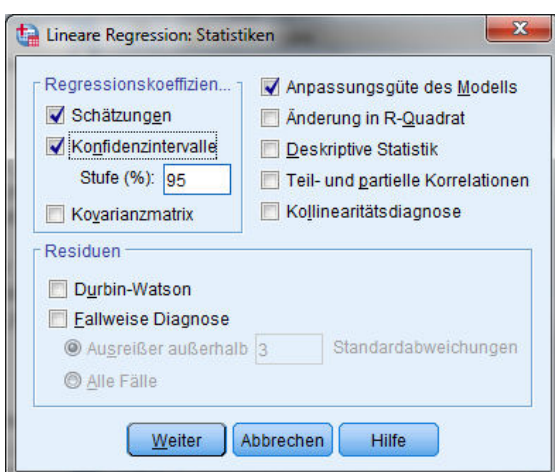 Lineare Regression: Statistiken
Regressionskoeffizien...
Schätzungen
Konfidenzintervalle
Stufe (%): 95
Kovarianzmatrix
Anpassungsgüte des Modells
Änderung in R-Quadrat
Deskriptive Statistik
Teil- und partielle Korrelationen
Kollinearitätsdiagnose
Residuen
Durbin-Watson
Fallweise Diagnose
Ausreißer außerhalb 3 Standardabweichungen
Alle Fälle
Weiter Abbrechen Hilfe